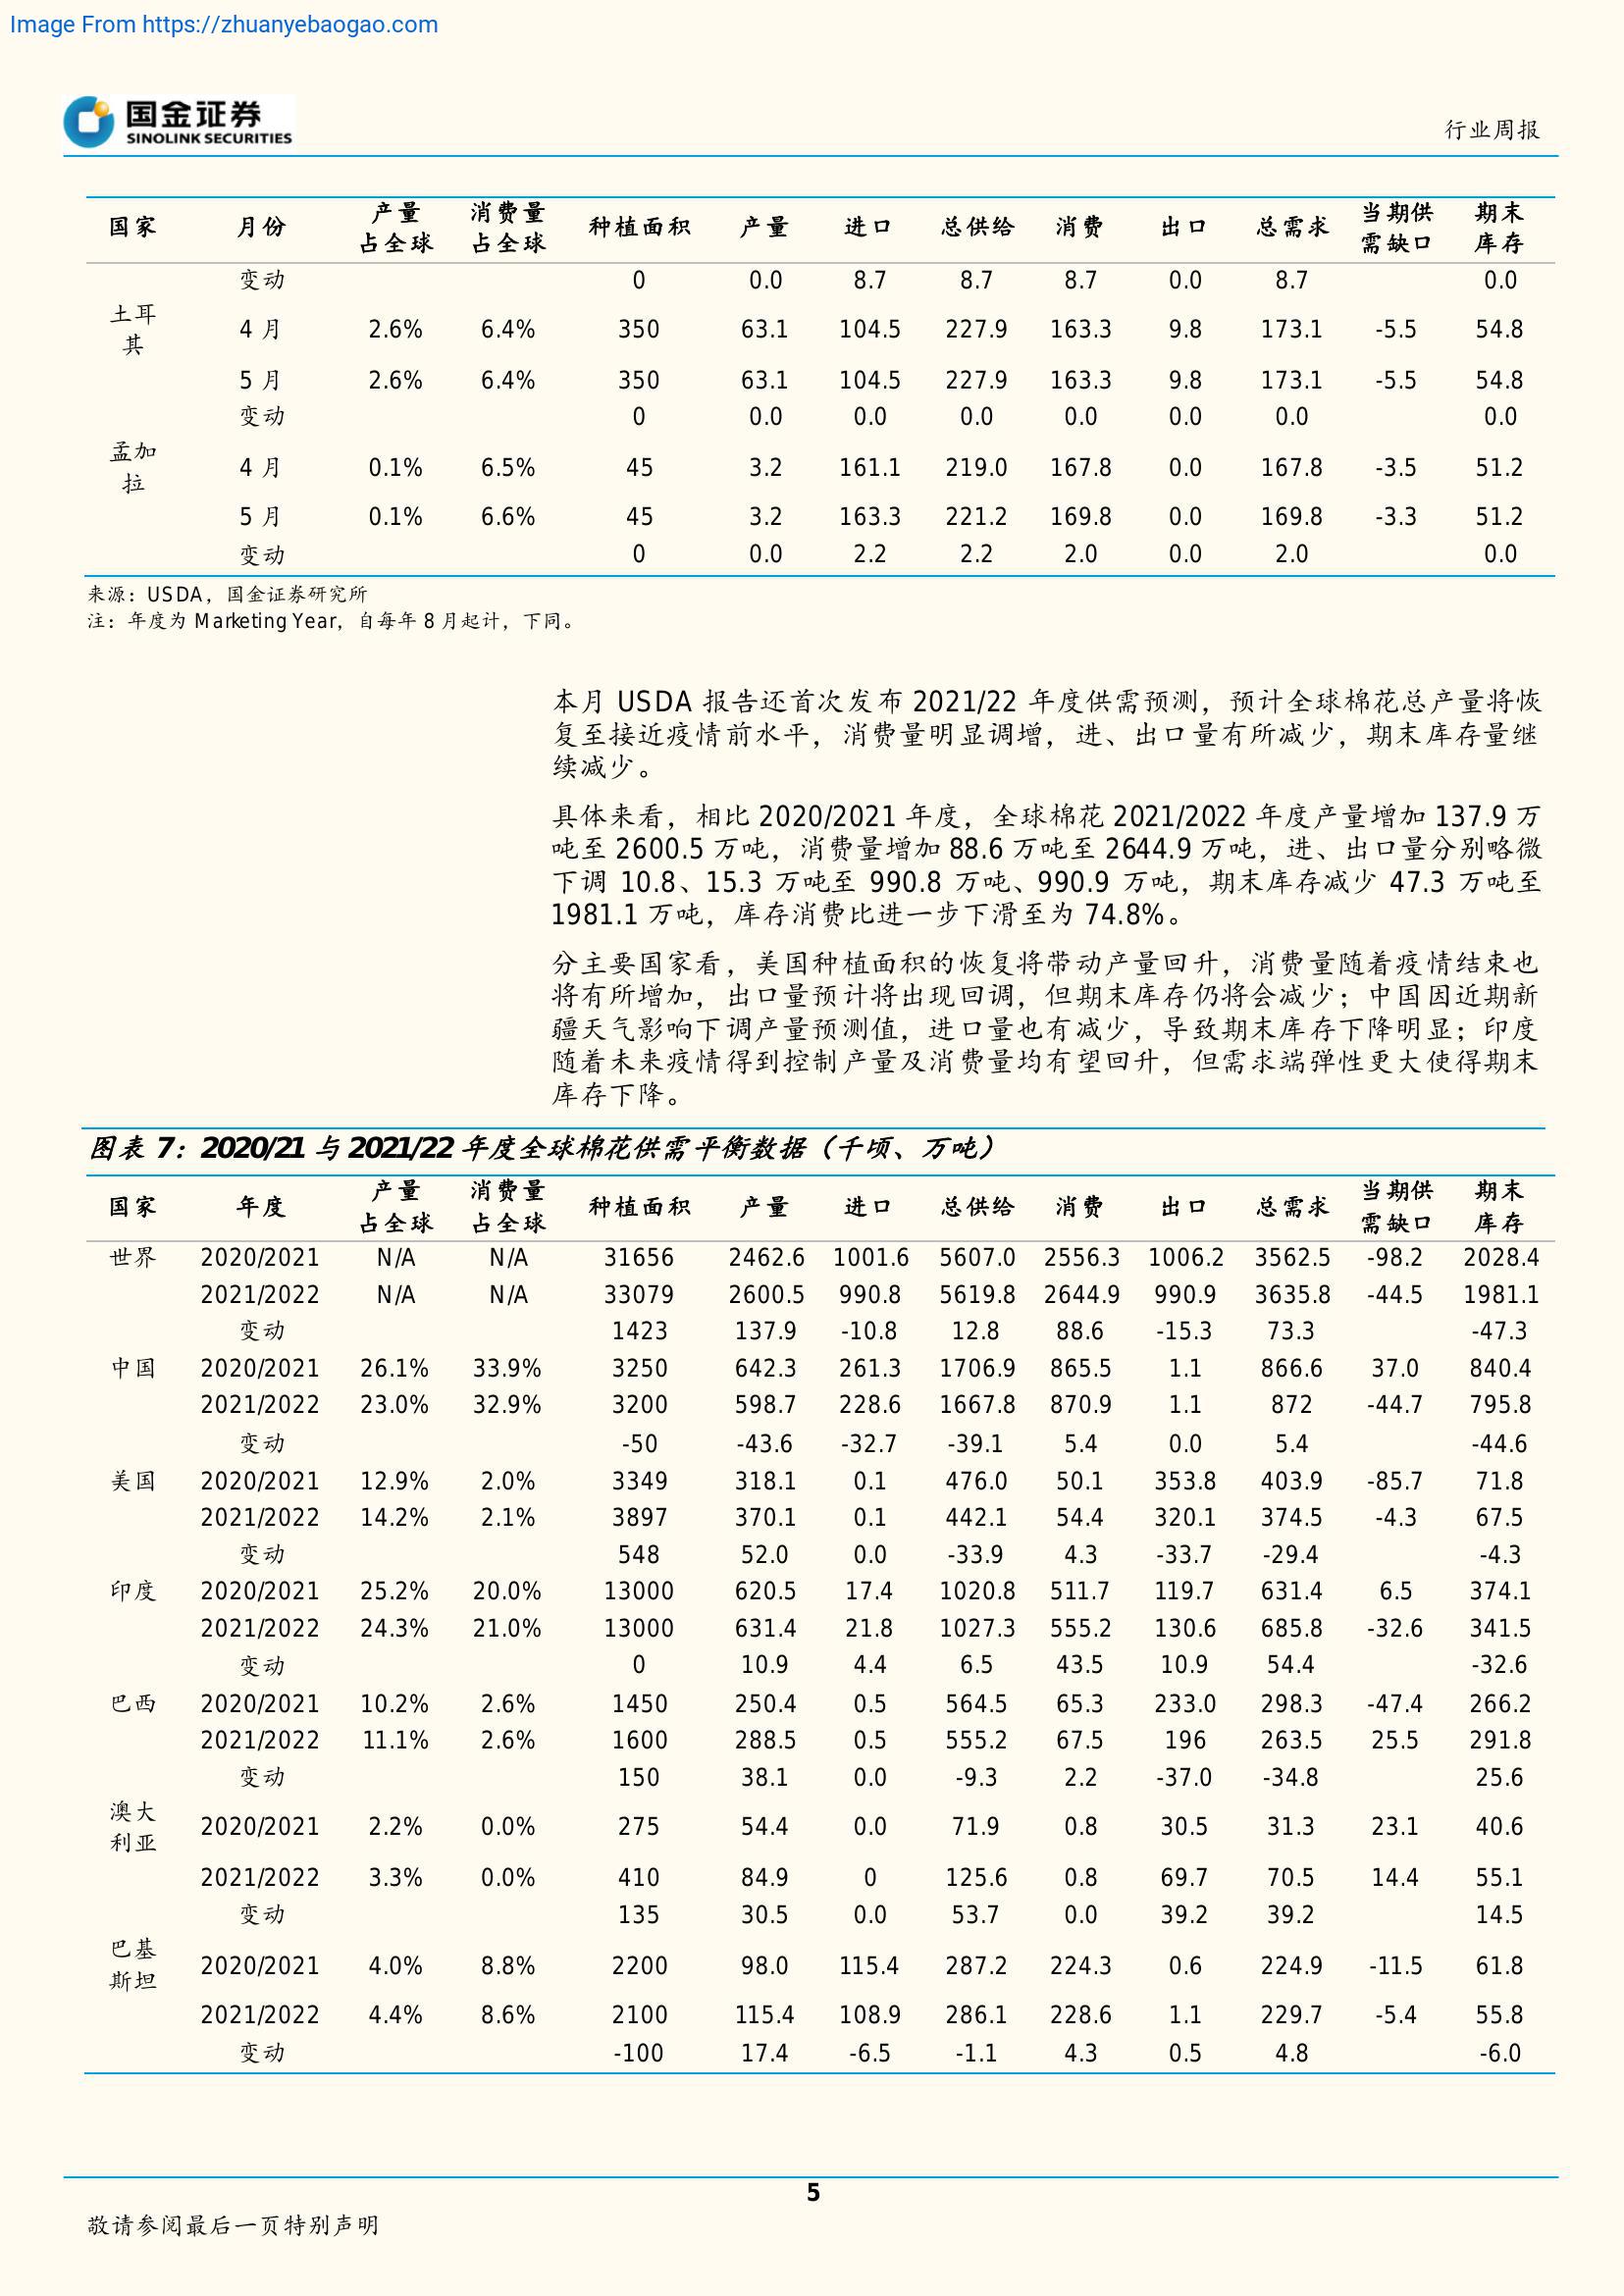 Image From https://zhuanyebaogao.com
国金证券
SINOLINK SECURITIES
行业周报
国家 月份 产量占全球 消费量占全球 种植面积 产量 进口 总供给 消费 出口 总需求 当期供需缺口 期末库存
变动 0 0.0 8.7 8.7 8.7 0.0 8.7 0.0
土耳其 4 月 2.6% 6.4% 350 63.1 104.5 227.9 163.3 9.8 173.1 -5.5 54.8
5 月 2.6% 6.4% 350 63.1 104.5 227.9 163.3 9.8 173.1 -5.5 54.8
变动 0 0.0 0.0 0.0 0.0 0.0 0.0 0.0
孟加拉 4 月 0.1% 6.5% 45 3.2 161.1 219.0 167.8 0.0 167.8 -3.5 51.2
5 月 0.1% 6.6% 45 3.2 163.3 221.2 169.8 0.0 169.8 -3.3 51.2
变动 0 0.0 2.2 2.2 2.0 0.0 2.0 0.0
来源：USDA，国金证券研究所
注：年度为 Marketing Year，自每年 8 月起计，下同。
本月 USDA 报告还首次发布 2021/22 年度供需预测，预计全球棉花总产量将恢
复至接近疫情前水平，消费量明显调增，进、出口量有所减少，期末库存量继
续减少。
具体来看，相比 2020/2021 年度，全球棉花 2021/2022 年度产量增加 137.9 万
吨至 2600.5 万吨，消费量增加 88.6 万吨至 2644.9 万吨，进、出口量分别略微
下调 10.8、15.3 万吨至 990.8 万吨、990.9 万吨，期末库存减少 47.3 万吨至
1981.1 万吨，库存消费比进一步下滑至为 74.8%。
分主要国家看，美国种植面积的恢复将带动产量回升，消费量随着疫情结束也
将有所增加，出口量预计将出现回调，但期末库存仍将会减少；中国因近期新
疆天气影响下调产量预测值，进口量也有减少，导致期末库存下降明显；印度
随着未来疫情得到控制产量及消费量均有望回升，但需求端弹性更大使得期末
库存下降。
图表 7：2020/21 与 2021/22 年度全球棉花供需平衡数据（千顷、万吨）
国家 年度 产量占全球 消费量占全球 种植面积 产量 进口 总供给 消费 出口 总需求 当期供需缺口 期末库存
世界 2020/2021 N/A N/A 31656 2462.6 1001.6 5607.0 2556.3 1006.2 3562.5 -98.2 2028.4
2021/2022 N/A N/A 33079 2600.5 990.8 5619.8 2644.9 990.9 3635.8 -44.5 1981.1
变动 1423 137.9 -10.8 12.8 88.6 -15.3 73.3 -47.3
中国 2020/2021 26.1% 33.9% 3250 642.3 261.3 1706.9 865.5 1.1 866.6 37.0 840.4
2021/2022 23.0% 32.9% 3200 598.7 228.6 1667.8 870.9 1.1 872 -44.7 795.8
变动 -50 -43.6 -32.7 -39.1 5.4 0.0 5.4 -44.6
美国 2020/2021 12.9% 2.0% 3349 318.1 0.1 476.0 50.1 353.8 403.9 -85.7 71.8
2021/2022 14.2% 2.1% 3897 370.1 0.1 442.1 54.4 320.1 374.5 -4.3 67.5
变动 548 52.0 0.0 -33.9 4.3 -33.7 -29.4 -4.3
印度 2020/2021 25.2% 20.0% 13000 620.5 17.4 1020.8 511.7 119.7 631.4 6.5 374.1
2021/2022 24.3% 21.0% 13000 631.4 21.8 1027.3 555.2 130.6 685.8 -32.6 341.5
变动 0 10.9 4.4 6.5 43.5 10.9 54.4 -32.6
巴西 2020/2021 10.2% 2.6% 1450 250.4 0.5 564.5 65.3 233.0 298.3 -47.4 266.2
2021/2022 11.1% 2.6% 1600 288.5 0.5 555.2 67.5 196 263.5 25.5 291.8
变动 150 38.1 0.0 -9.3 2.2 -37.0 -34.8 25.6
澳大利亚 2020/2021 2.2% 0.0% 275 54.4 0.0 71.9 0.8 30.5 31.3 23.1 40.6
2021/2022 3.3% 0.0% 410 84.9 0 125.6 0.8 69.7 70.5 14.4 55.1
变动 135 30.5 0.0 53.7 0.0 39.2 39.2 14.5
巴基斯坦 2020/2021 4.0% 8.8% 2200 98.0 115.4 287.2 224.3 0.6 224.9 -11.5 61.8
2021/2022 4.4% 8.6% 2100 115.4 108.9 286.1 228.6 1.1 229.7 -5.4 55.8
变动 -100 17.4 -6.5 -1.1 4.3 0.5 4.8 -6.0
5
敬请参阅最后一页特别声明